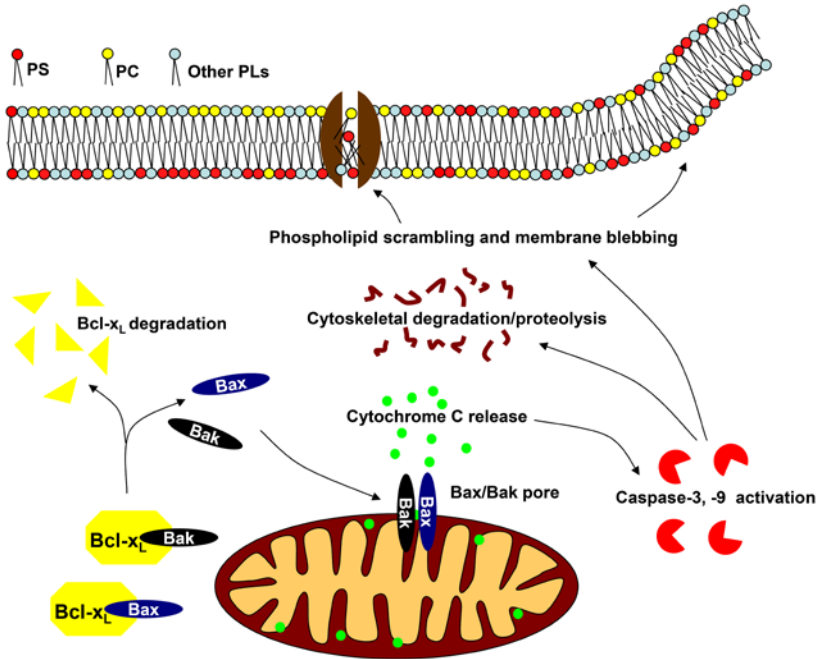 PS
PC
Other PLs
Phospholipid scrambling and membrane blebbing
Bcl-xL degradation
Cytoskeletal degradation/proteolysis
Bax
Bak
Cytochrome C release
Bax/Bak pore
Caspase-3, -9 activation
Bak
Bax
Bcl-xL
Bak
Bcl-xL
Bax